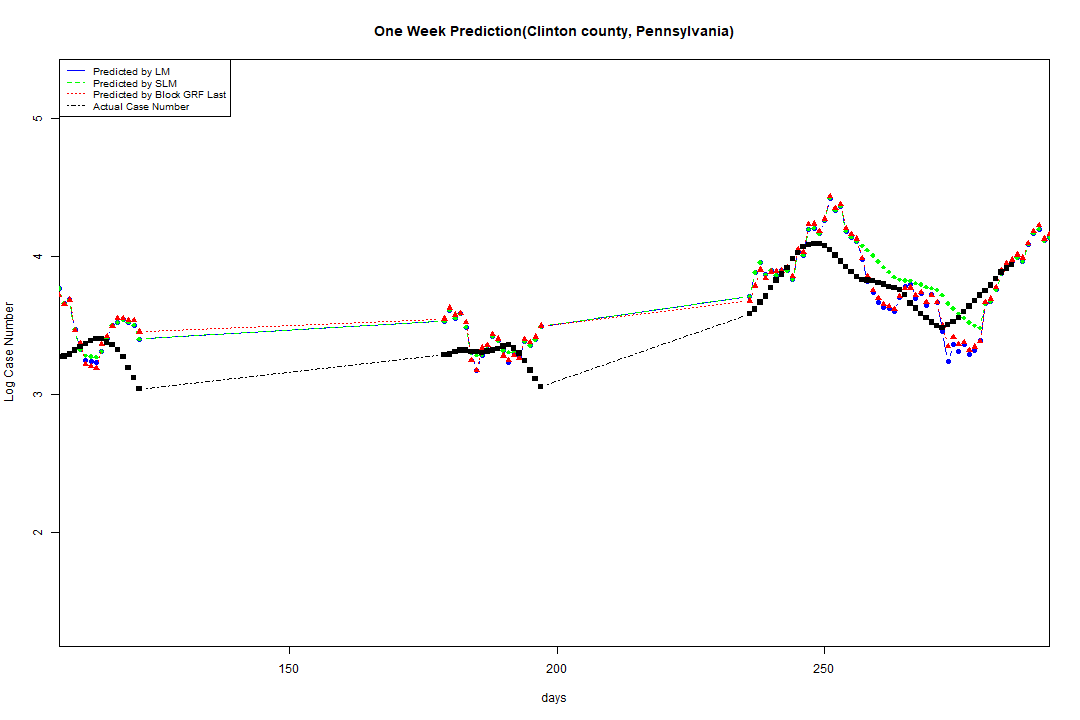 One Week Prediction(Clinton county, Pennsylvania)
Predicted by LM
Predicted by SLM
Predicted by Block GRF Last
Actual Case Number
5
4
3
2
Log Case Number
150
200
250
days